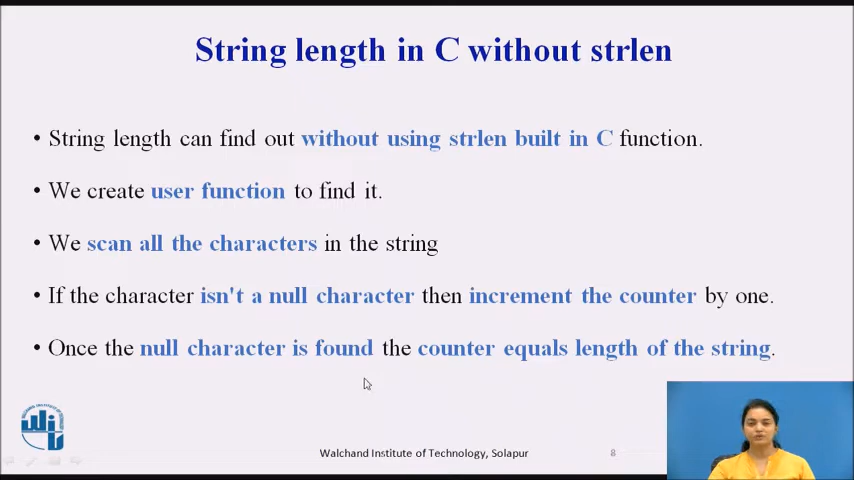 String length in C without strlen
• String length can find out without using strlen built in C function.
• We create user function to find it.
• We scan all the characters in the string
• If the character isn't a null character then increment the counter by one.
• Once the null character is found the counter equals length of the string.
Walchand Institute of Technology, Solapur
8